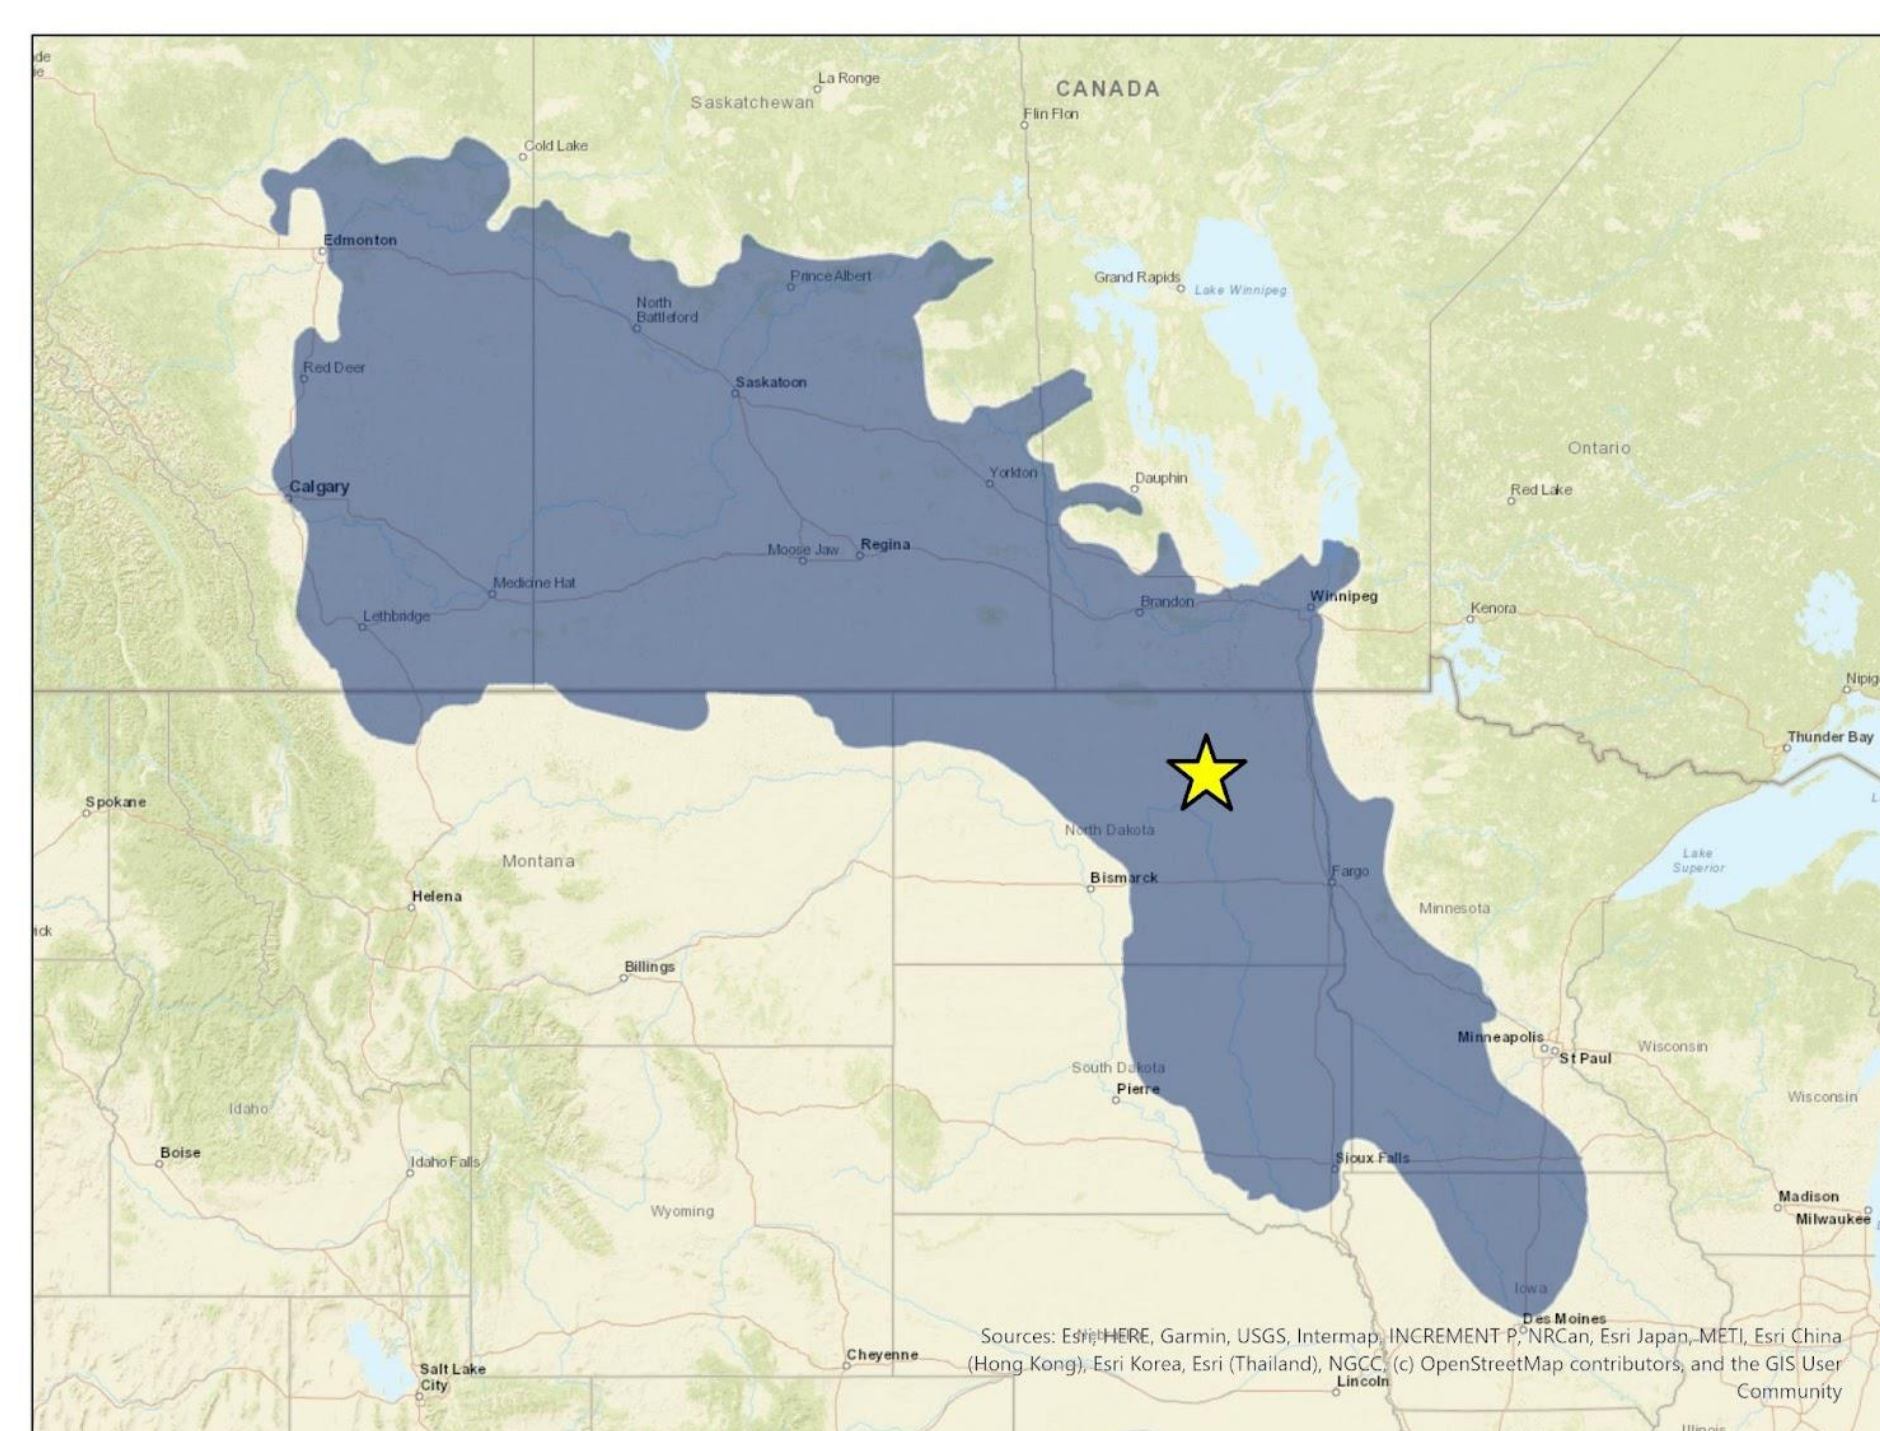 de
ie
La Ronge
CANADA
Saskatchewan
Flin Flon
Cold Lake
Edmonton
Prince Albert
Grand Rapids
Lake Winnipeg
North
Battleford
Red Deer
Saskatoon
Ontario
Yorkton
Dauphin
Calgary
Red Lake
Moose Jaw
Regina
Medicine Hat
Brandon
Winnipeg
Kenora
Lethbridge
Nipig
Thunder Bay
L
Spokane
North Dakota
Montana
Lake
Superior
Bismarck
Fargo
Helena
Minnesota
ick
Billings
Minneapolis
St Paul
Wisconsin
South Dakota
Pierre
Wisconsin
Idaho
Boise
Idaho Falls
Sioux Falls
Madison
Wyoming
Milwaukee
Iowa
Des Moines
Sources: Esri, HERE, Garmin, USGS, Intermap, INCREMENT P, NRCan, Esri Japan, METI, Esri China
Cheyenne
(Hong Kong), Esri Korea, Esri (Thailand), NGCC, (c) OpenStreetMap contributors, and the GIS User
Salt Lake
City
Lincoln
Community
Illinois